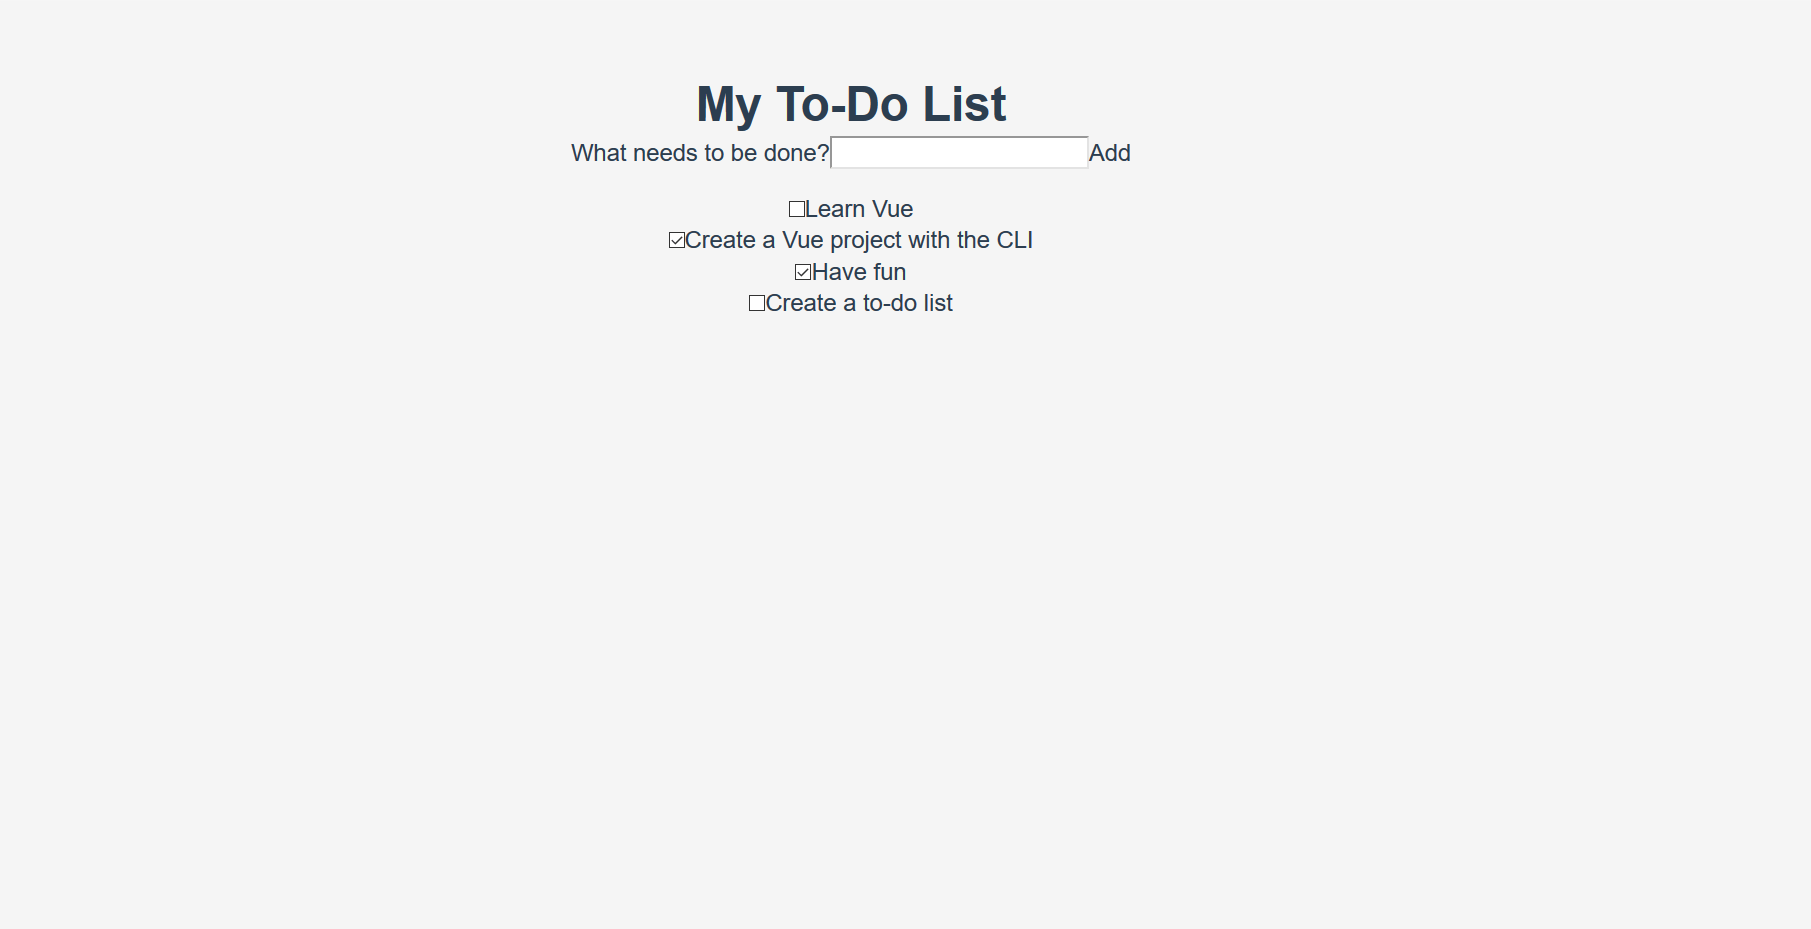 My To-Do List
What needs to be done? Add
Learn Vue
Create a Vue project with the CLI
Have fun
Create a to-do list